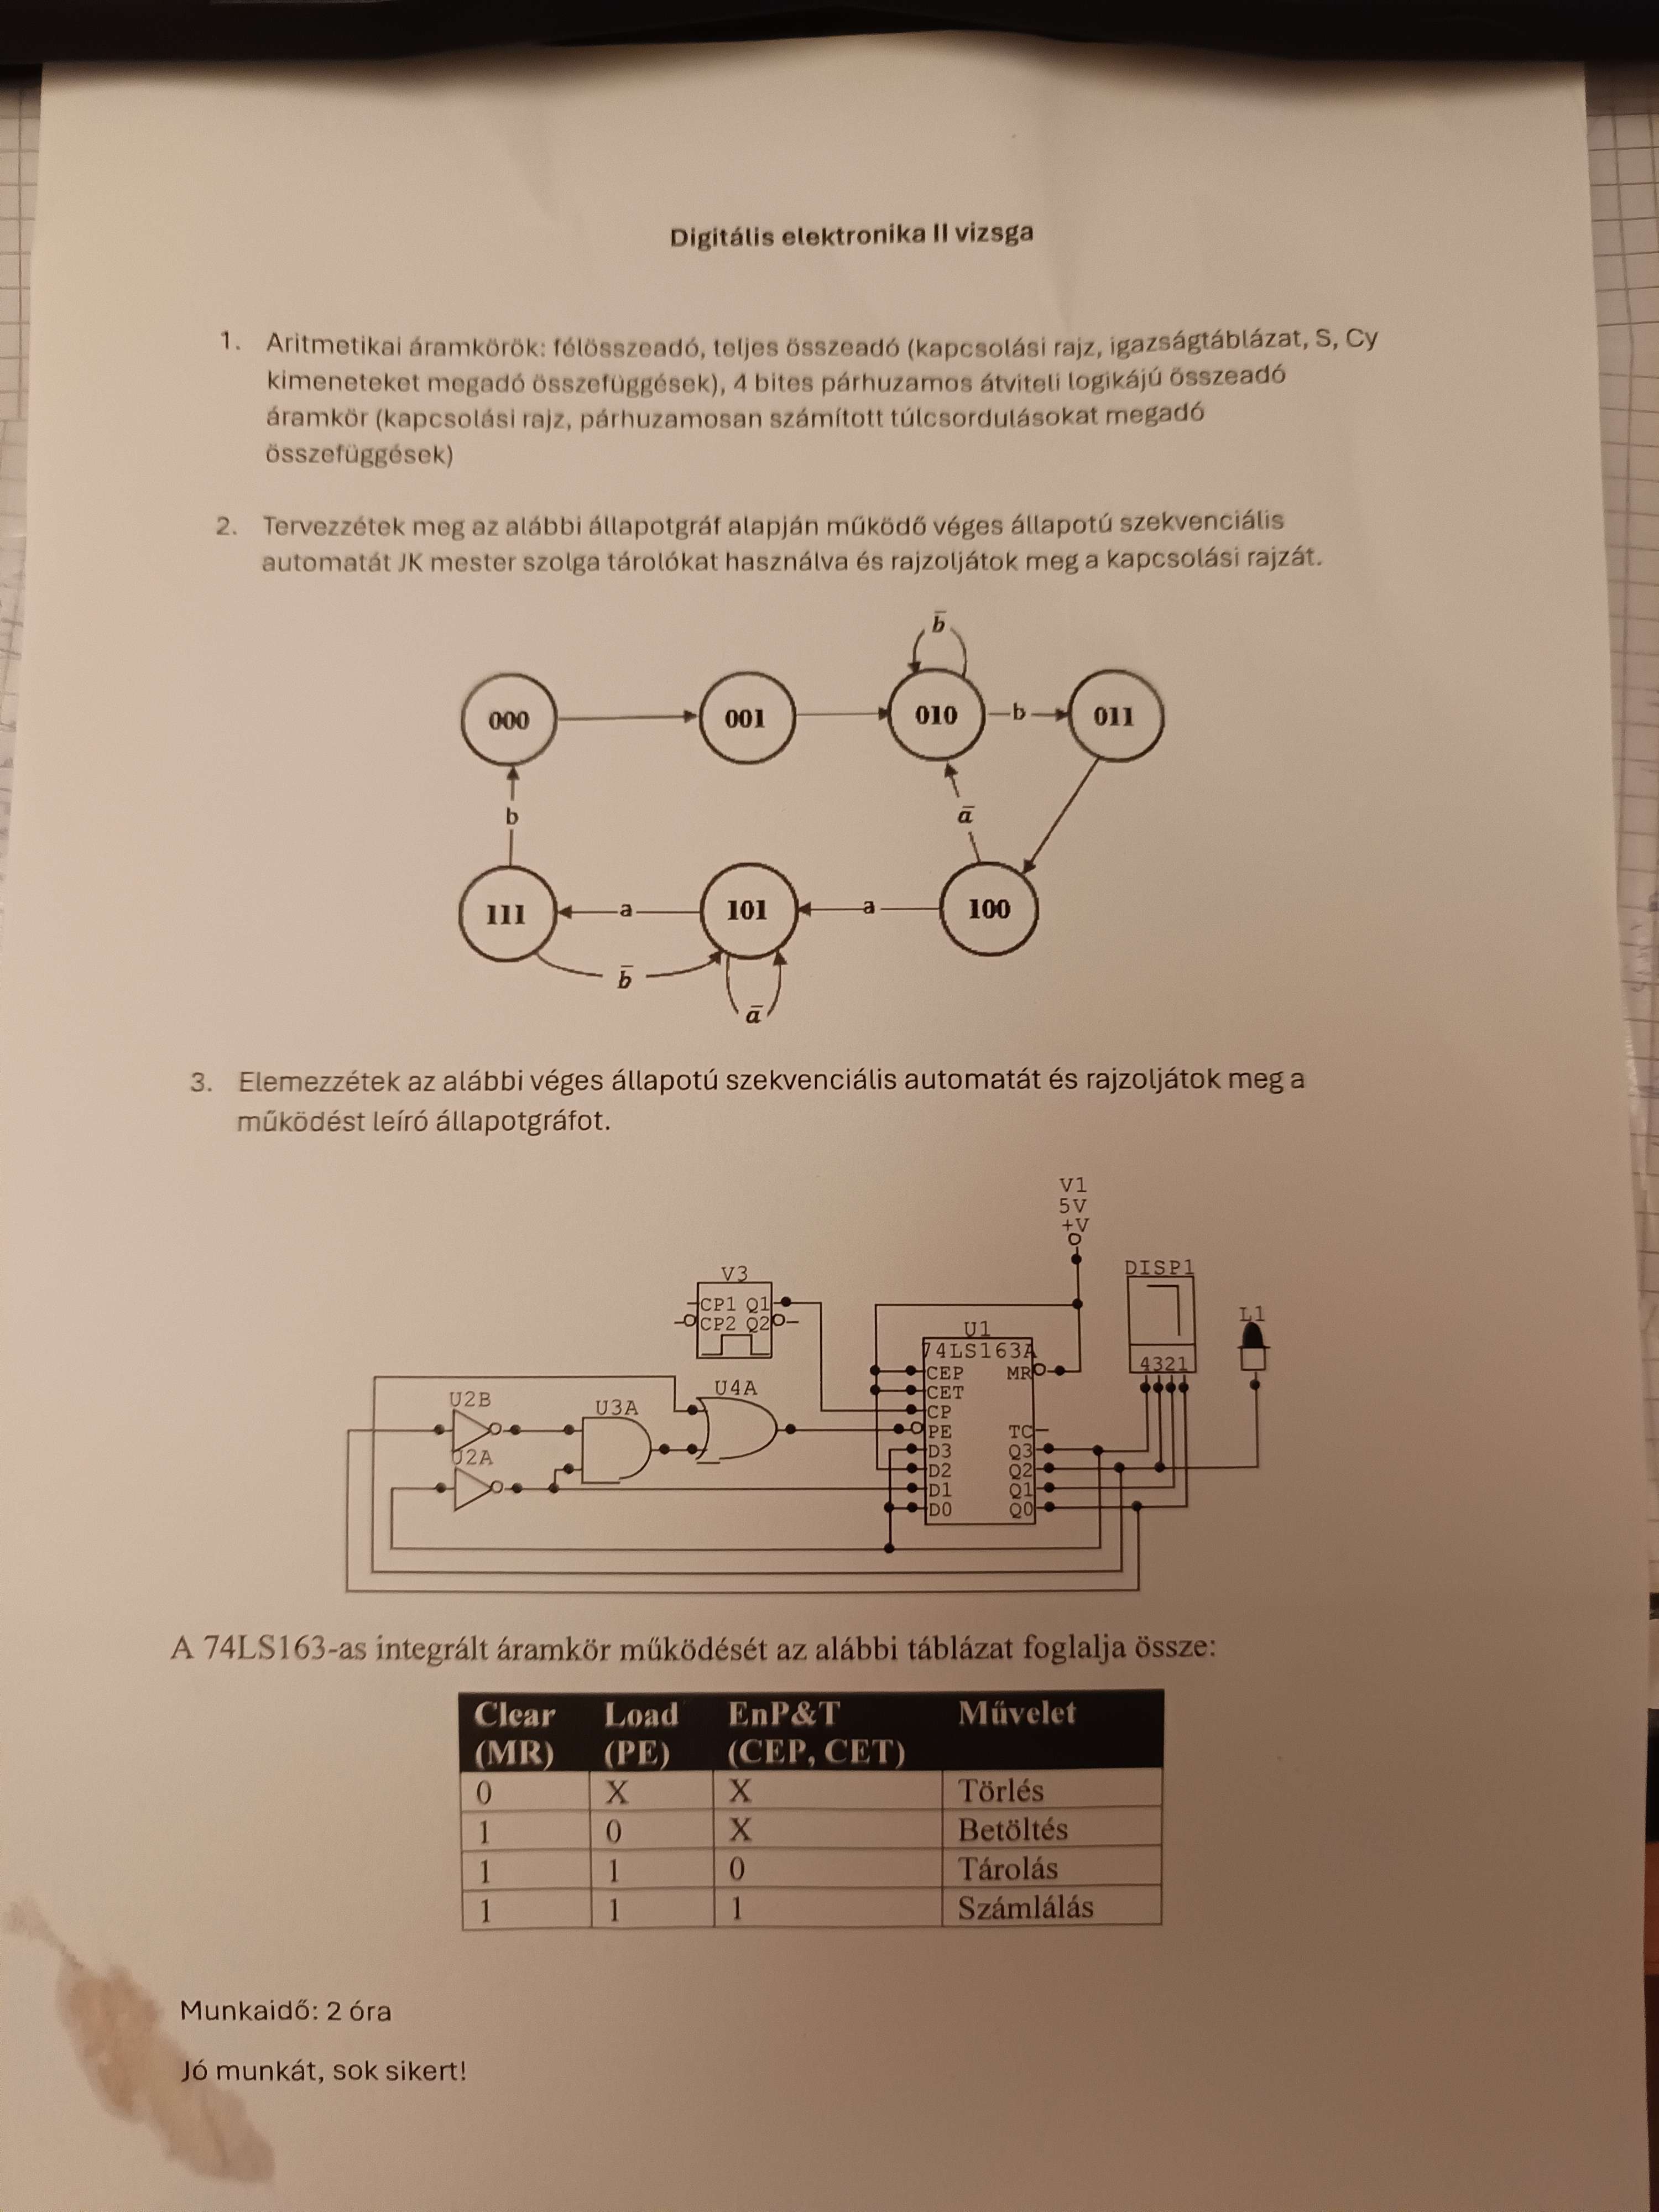 Digitális elektronika II vizsga
1. Aritmetikai áramkörök: félösszeadó, teljes összeadó (kapcsolási rajz, igazságtáblázat, S, Cy
kimeneteket megadó összefüggések), 4 bites párhuzamos átviteli logikájú összeadó
áramkör (kapcsolási rajz, párhuzamosan számított túlcsordulásokat megadó
összefüggések)
2. Tervezzétek meg az alábbi állapotgráf alapján működő véges állapotú szekvenciális
automatát JK mester szolga tárolókat használva és rajzoljátok meg a kapcsolási rajzát.
b̅
000 001 010 b 011
b a̅
111 a 101 a 100
b̅
a̅
3. Elemezzétek az alábbi véges állapotú szekvenciális automatát és rajzoljátok meg a
működést leíró állapotgráfot.
V1
5V
+V
V3
DISP1
CP1 Q1
CP2 Q2
L1
U1
74LS163A
4321
U2B
U3A
U4A
U2A
CEP MR
CET
CP
PE TC
D3 Q3
D2 Q2
D1 Q1
D0 Q0
A 74LS163-as integrált áramkör működését az alábbi táblázat foglalja össze:
Clear Load EnP&T Művelet
(MR) (PE) (CEP, CET)
0 X X Törlés
1 0 X Betöltés
1 1 0 Tárolás
1 1 1 Számlálás
Munkaidő: 2 óra
Jó munkát, sok sikert!